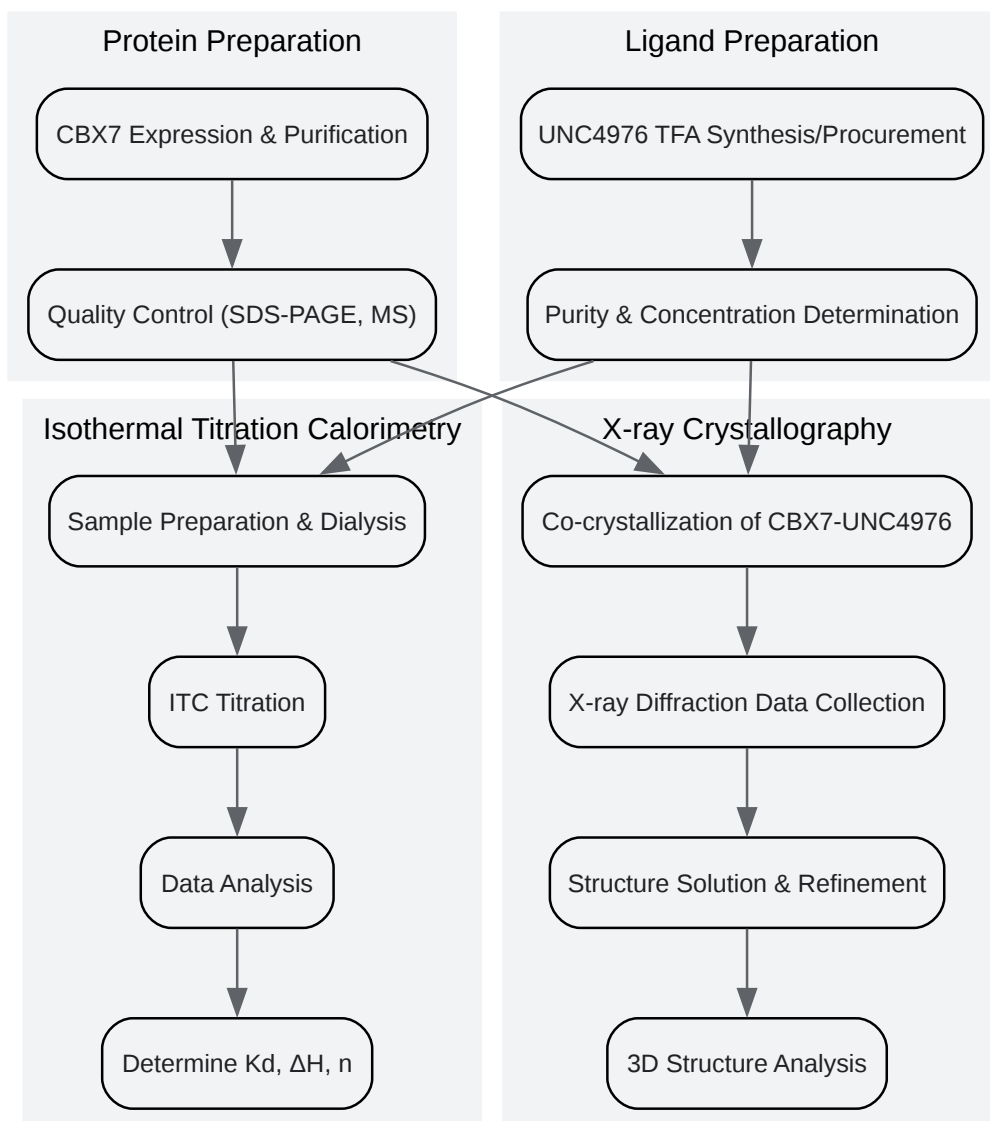 Protein Preparation
CBX7 Expression & Purification
Quality Control (SDS-PAGE, MS)
Ligand Preparation
UNC4976 TFA Synthesis/Procurement
Purity & Concentration Determination
Isothermal Titration Calorimetry
Sample Preparation & Dialysis
ITC Titration
Data Analysis
Determine Kd, ΔH, n
X-ray Crystallography
Co-crystallization of CBX7-UNC4976
X-ray Diffraction Data Collection
Structure Solution & Refinement
3D Structure Analysis